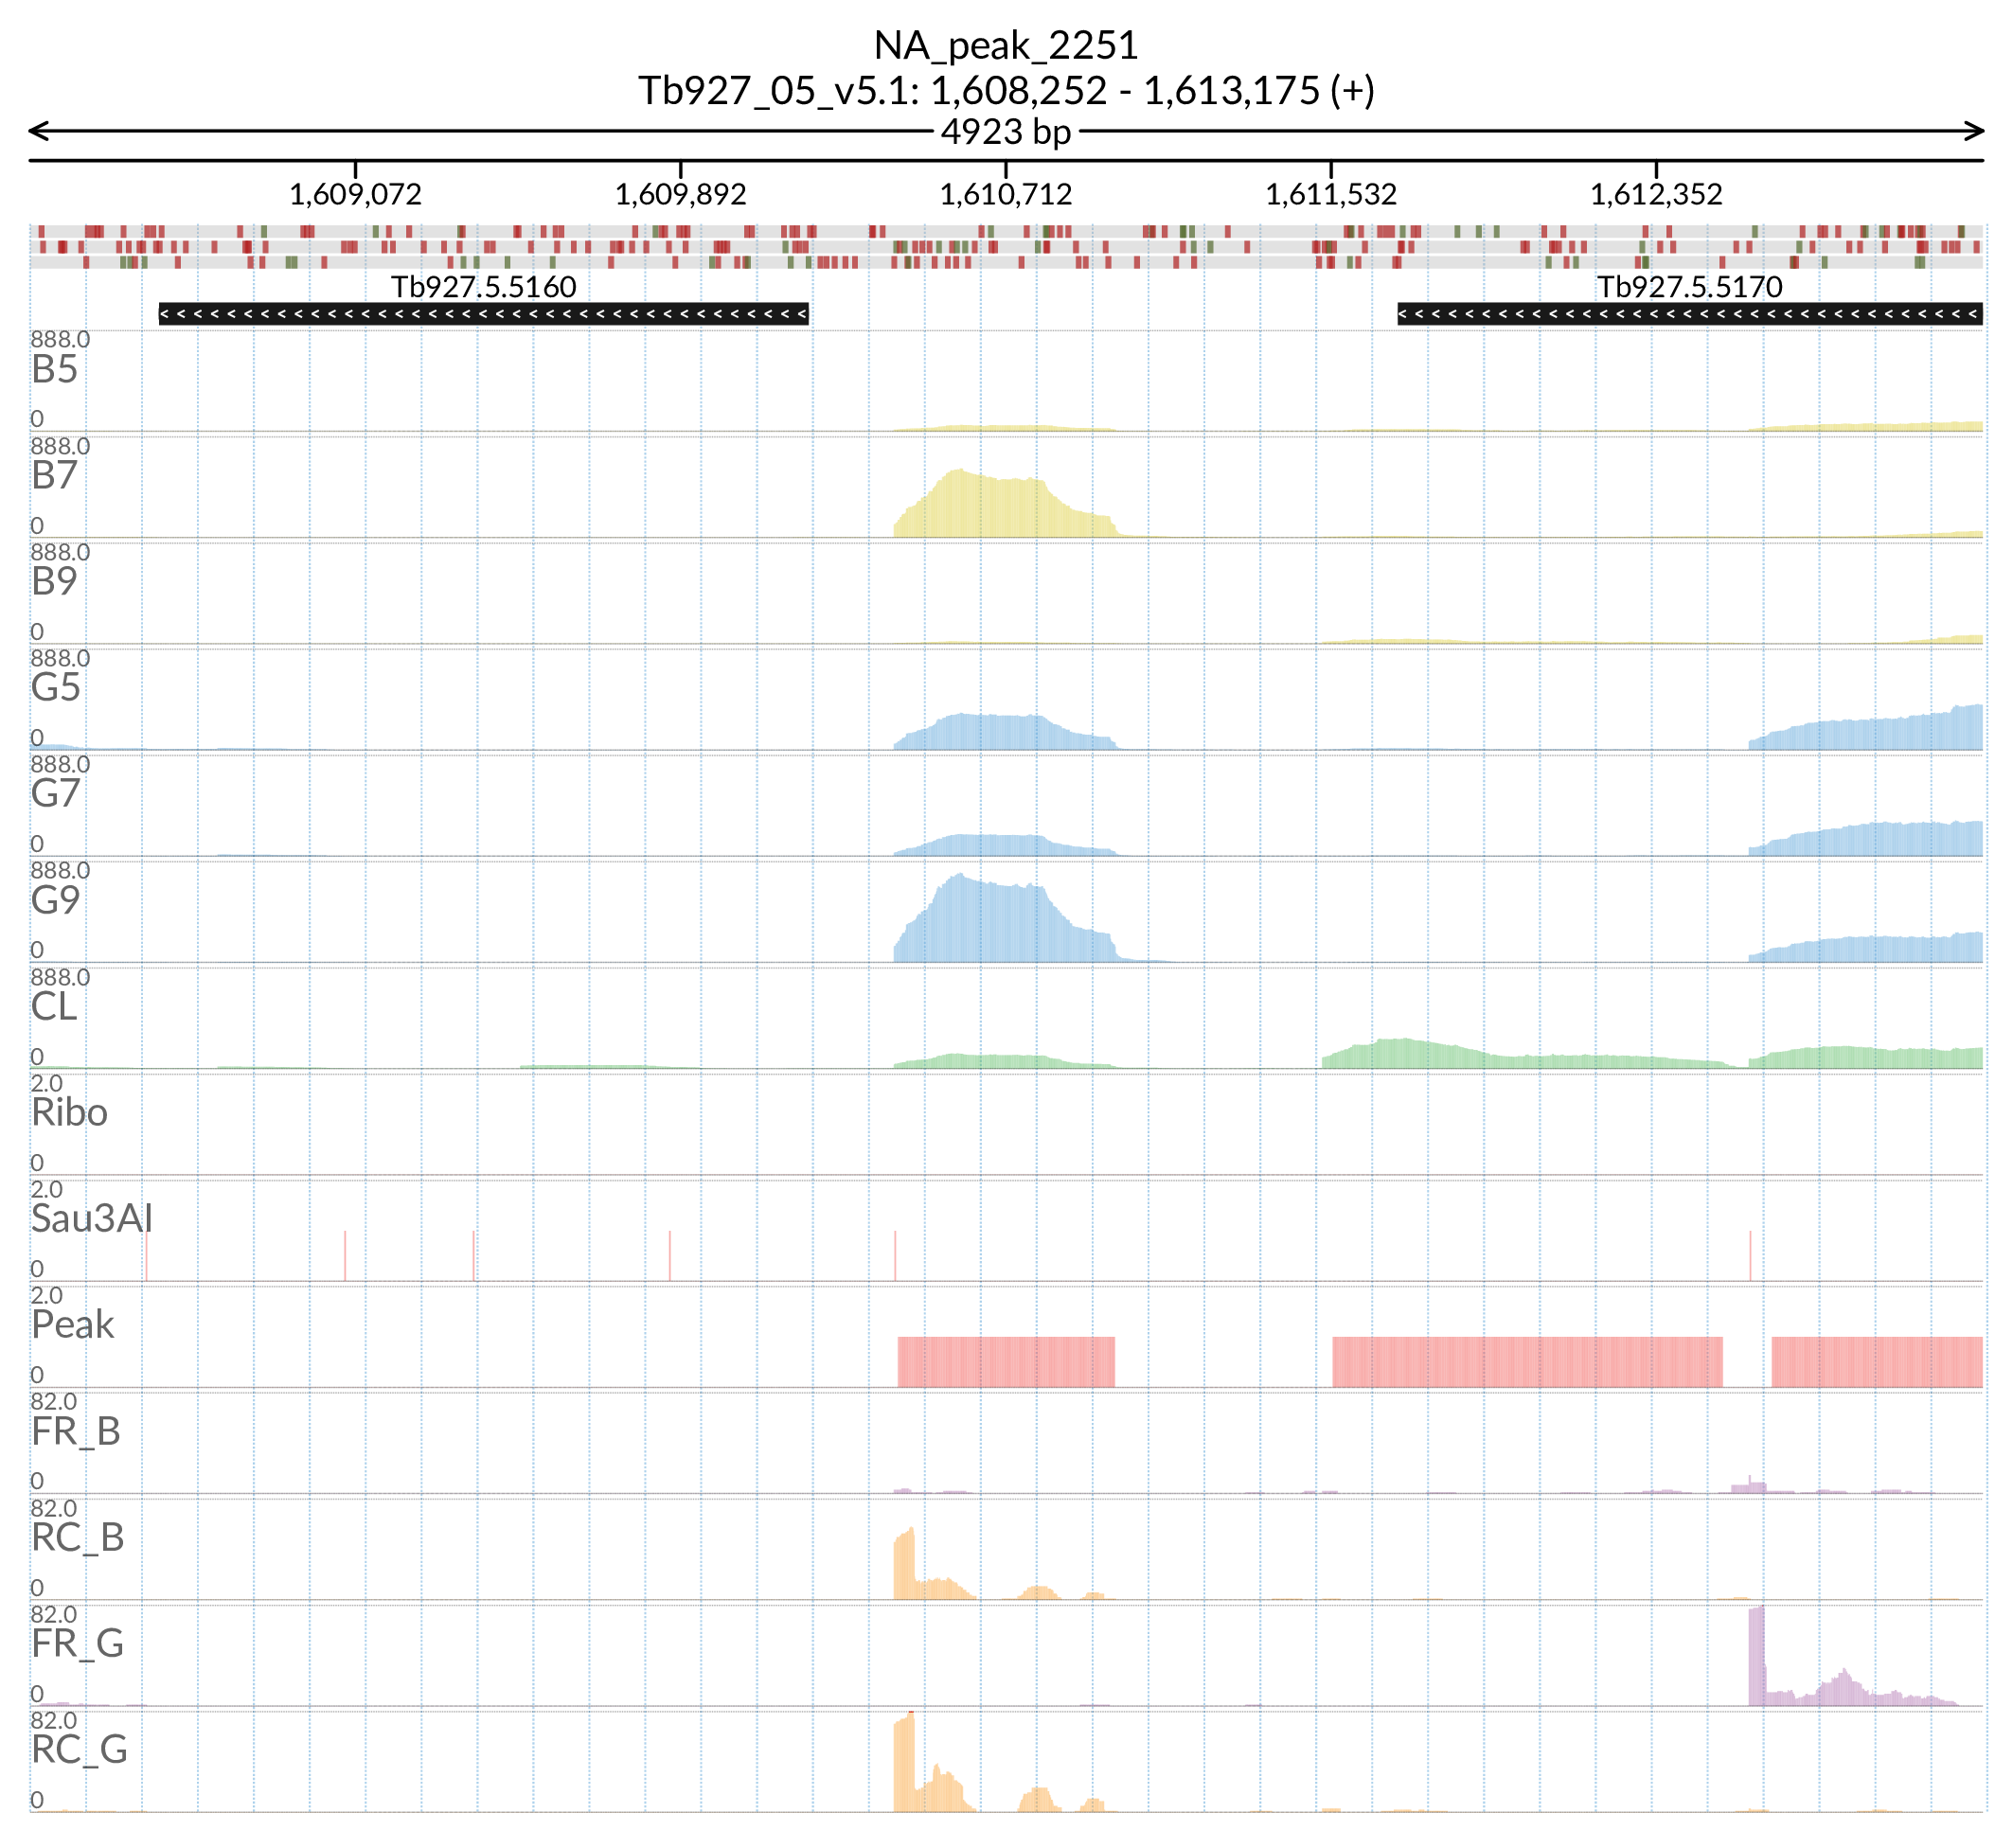 NA_peak_2251
Tb927_05_v5.1: 1,608,252 - 1,613,175 (+)
4923 bp
1,609,072 1,609,892 1,610,712 1,611,532 1,612,352
Tb927.5.5160 Tb927.5.5170
888.0
B5
0
888.0
B7
0
888.0
B9
0
888.0
G5
0
888.0
G7
0
888.0
G9
0
888.0
CL
0
2.0
Ribo
0
2.0
Sau3AI
0
2.0
Peak
0
82.0
FR_B
0
82.0
RC_B
0
82.0
FR_G
0
82.0
RC_G
0